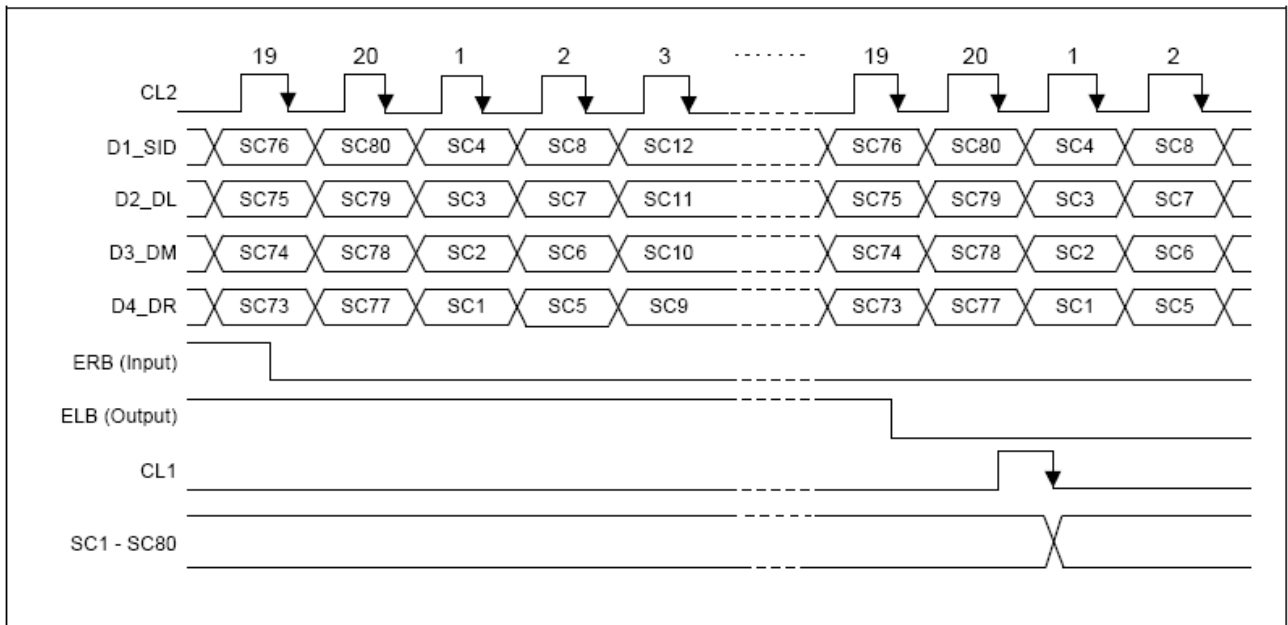 19 20 1 2 3 ······· 19 20 1 2
CL2
D1_SID SC76 SC80 SC4 SC8 SC12 SC76 SC80 SC4 SC8
D2_DL SC75 SC79 SC3 SC7 SC11 SC75 SC79 SC3 SC7
D3_DM SC74 SC78 SC2 SC6 SC10 SC74 SC78 SC2 SC6
D4_DR SC73 SC77 SC1 SC5 SC9 SC73 SC77 SC1 SC5
ERB (Input)
ELB (Output)
CL1
SC1 - SC80